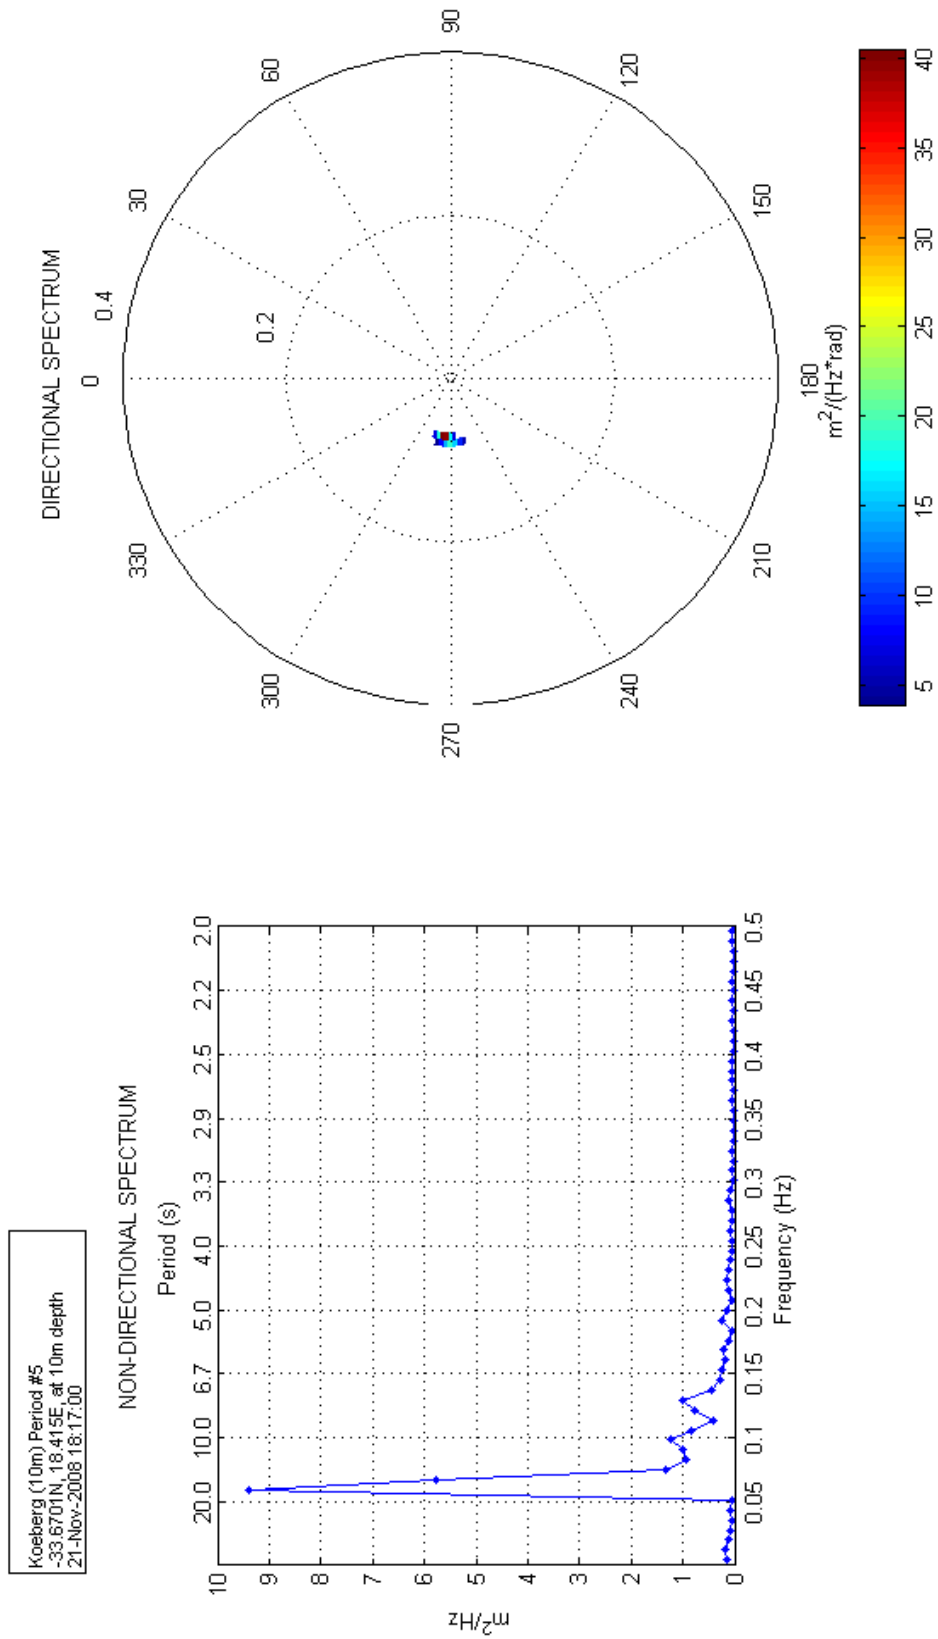 Koeberg (10m) Period #5
-33.6701N, 18.415E, at 10m depth
21-Nov-2008 18:17:00
NON-DIRECTIONAL SPECTRUM
Period (s)
20.0 10.0 6.7 5.0 4.0 3.3 2.9 2.5 2.2 2.0
10
9
8
7
6
5
4
3
2
1
0
m²/Hz
0.05 0.1 0.15 0.2 0.25 0.3 0.35 0.4 0.45 0.5
Frequency (Hz)
DIRECTIONAL SPECTRUM
0
0.4
30
60
90
120
150
180
210
240
270
300
330
0.2
m²/(Hz*rad)
5 10 15 20 25 30 35 40